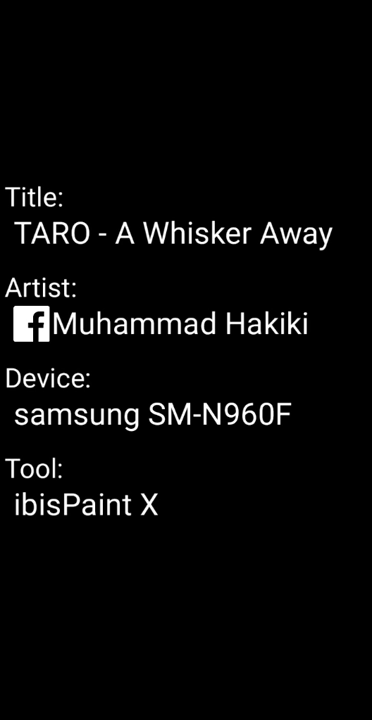 Title:
TARO - A Whisker Away
Artist:
Muhammad Hakiki
Device:
samsung SM-N960F
Tool:
ibisPaint X